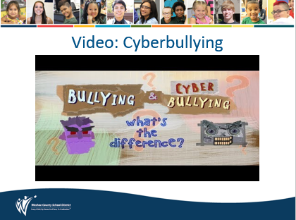 Video: Cyberbullying
BULLYING & CYBER BULLYING
what's
the
difference?